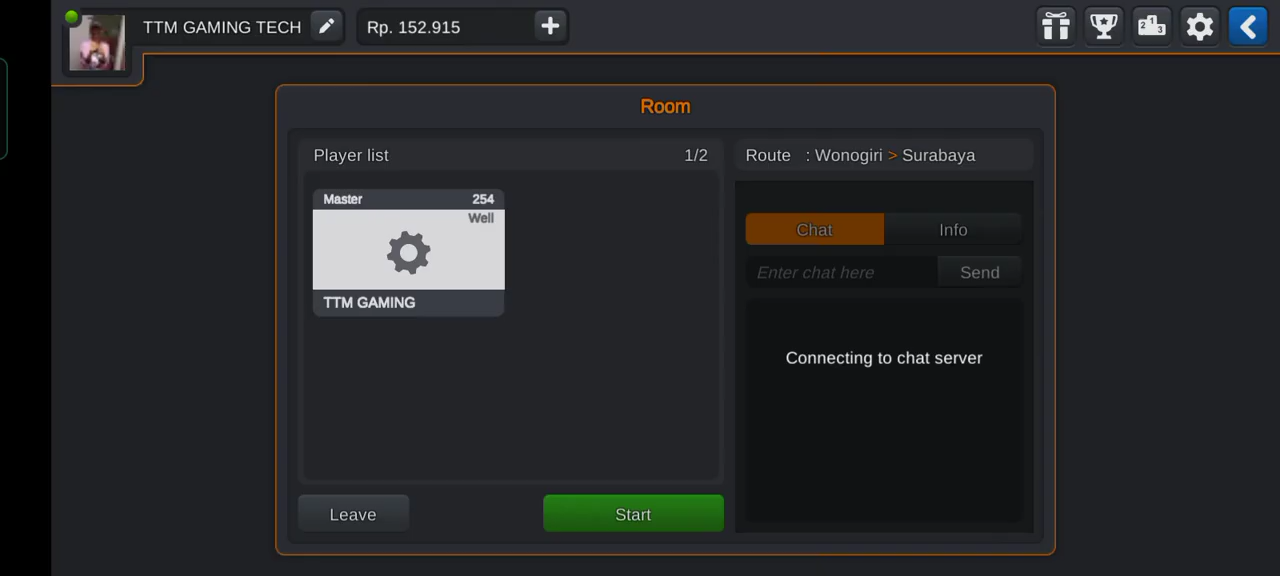 TTM GAMING TECH
Rp. 152.915
Room
Player list 1/2
Route : Wonogiri > Surabaya
Master 254
Well
TTM GAMING
Chat Info
Enter chat here Send
Connecting to chat server
Leave Start